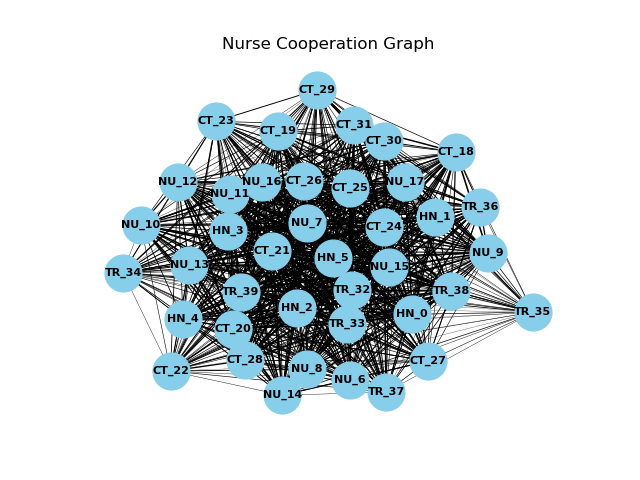 Nurse Cooperation Graph
CT_29
CT_23
CT_31
CT_19
CT_30
CT_18
NU_12
NU_16
CT_26
NU_17
CT_25
NU_11
TR_36
HN_1
NU_7
NU_10
CT_24
HN_3
CT_21
NU_9
HN_5
NU_13
NU_15
TR_34
TR_32
TR_38
TR_39
HN_2
TR_35
HN_0
HN_4
TR_33
CT_20
CT_28
CT_27
NU_8
CT_22
NU_6
TR_37
NU_14